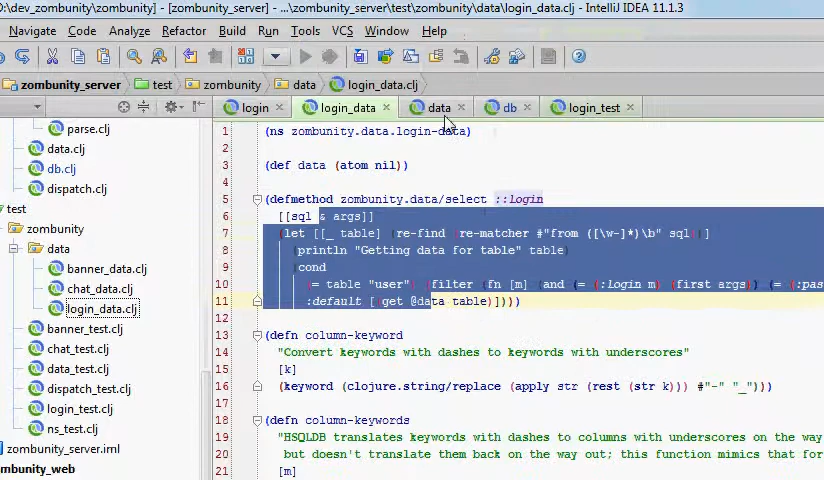 D:\dev_zombunity\zombunity] - [zombunity_server] - ...\zombunity_server\test\zombunity\data\login_data.clj - IntelliJ IDEA 11.1.3
Navigate Code Analyze Refactor Build Run Tools VCS Window Help
zombunity_server test zombunity data login_data.clj
login login_data data db login_test
parse.clj
data.clj
db.clj
dispatch.clj
test
zombunity
data
banner_data.clj
chat_data.clj
login_data.clj
banner_test.clj
chat_test.clj
data_test.clj
dispatch_test.clj
login_test.clj
ns_test.clj
zombunity_server.iml
mbunity_web
1 (ns zombunity.data.login-data)
2
3 (def data (atom nil))
4
5 (defmethod zombunity.data/select ::login
6 [[sql & args]]
7 (let [[_ table] (re-find (re-matcher #"from ([\w-]*)\b" sql))]
8 (println "Getting data for table" table)
9 (cond
10 (= table "user") (filter (fn [m] (and (= (:login m) (first args)) (= (:pas
11 :default [(get @data table)])))
12
13 (defn column-keyword
14 "Convert keywords with dashes to keywords with underscores"
15 [k]
16 (keyword (clojure.string/replace (apply str (rest (str k))) #"-" "_")))
17
18 (defn column-keywords
19 "HSQLDB translates keywords with dashes to columns with underscores on the way
20 but doesn't translate them back on the way out; this function mimics that for
21 [m]